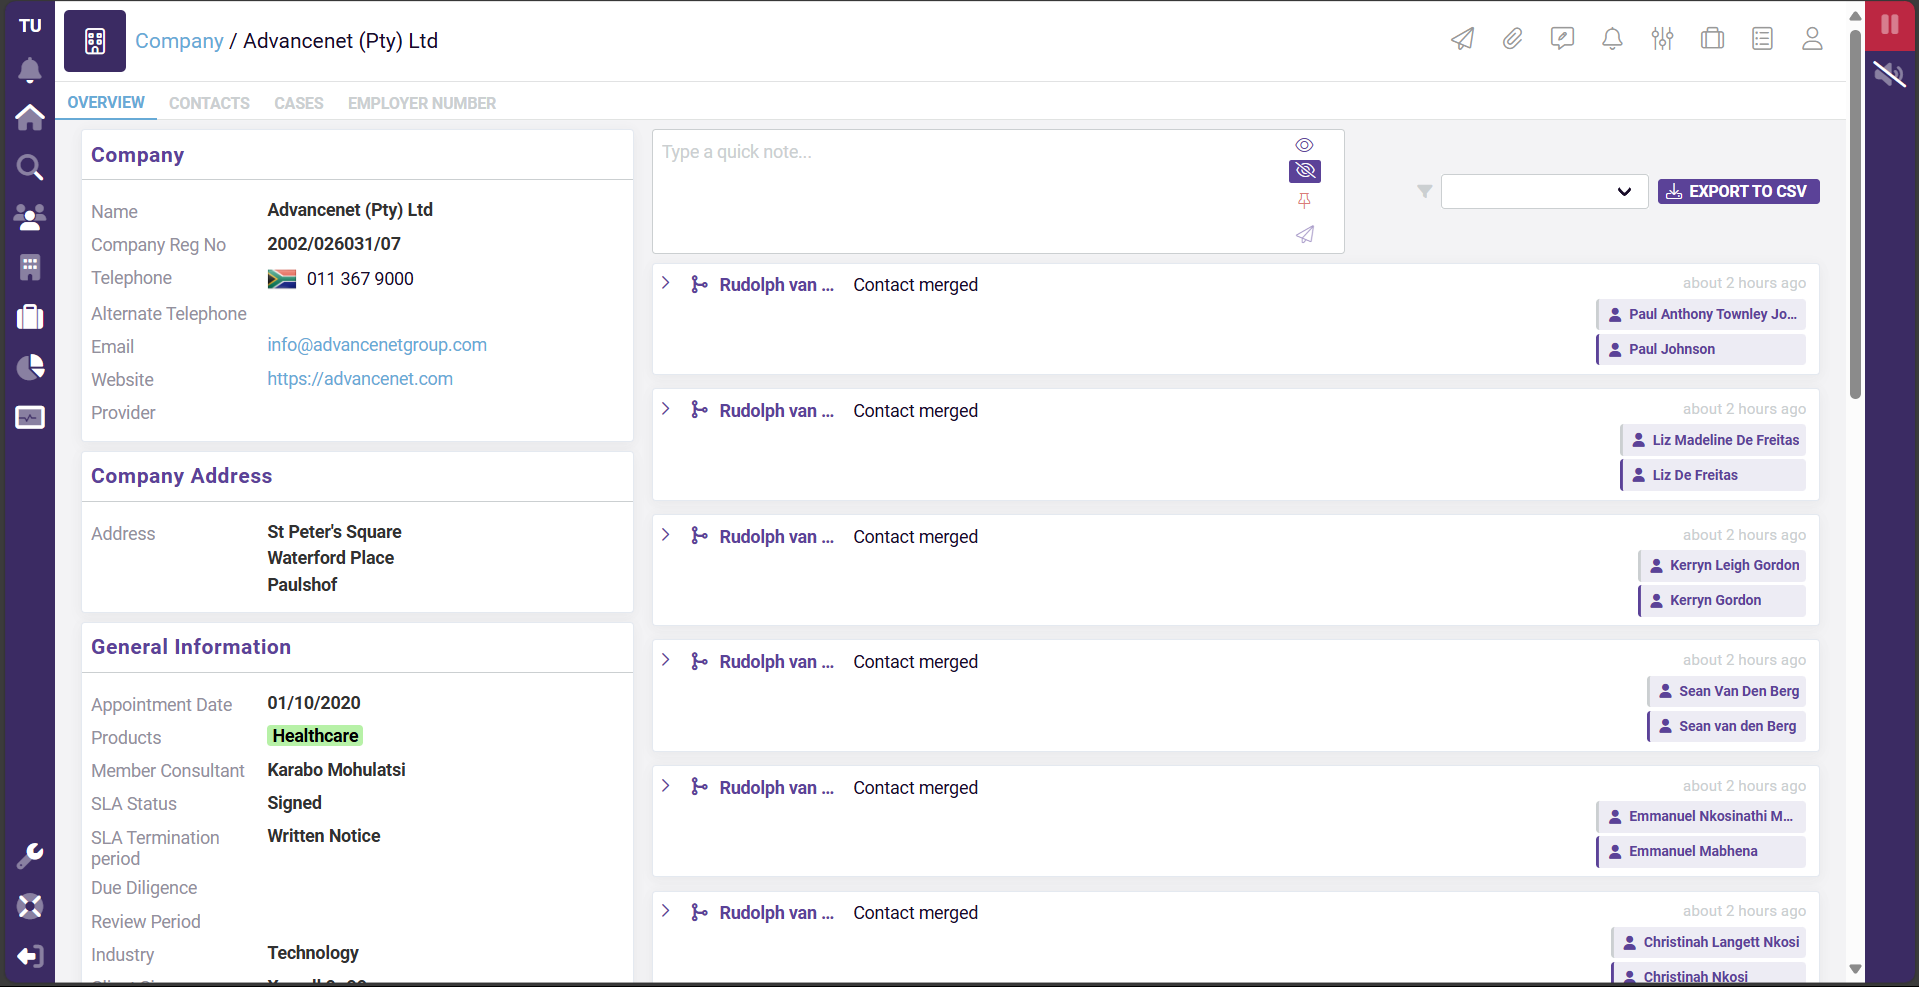 TU
Company / Advancenet (Pty) Ltd
OVERVIEW
CONTACTS
CASES
EMPLOYER NUMBER
Company
Name
Advancenet (Pty) Ltd
Company Reg No
2002/026031/07
Telephone
011 367 9000
Alternate Telephone
Email
info@advancenetgroup.com
Website
https://advancenet.com
Provider
Company Address
Address
St Peter's Square
Waterford Place
Paulshof
General Information
Appointment Date
01/10/2020
Products
Healthcare
Member Consultant
Karabo Mohulatsi
SLA Status
Signed
SLA Termination
period
Written Notice
Due Diligence
Review Period
Industry
Technology
Type a quick note...
EXPORT TO CSV
Rudolph van ...
Contact merged
about 2 hours ago
Paul Anthony Townley Jo...
Paul Johnson
Rudolph van ...
Contact merged
about 2 hours ago
Liz Madeline De Freitas
Liz De Freitas
Rudolph van ...
Contact merged
about 2 hours ago
Kerryn Leigh Gordon
Kerryn Gordon
Rudolph van ...
Contact merged
about 2 hours ago
Sean Van Den Berg
Sean van den Berg
Rudolph van ...
Contact merged
about 2 hours ago
Emmanuel Nkosinathi M...
Emmanuel Mabhena
Rudolph van ...
Contact merged
about 2 hours ago
Christinah Langett Nkosi
Christinah Nkosi